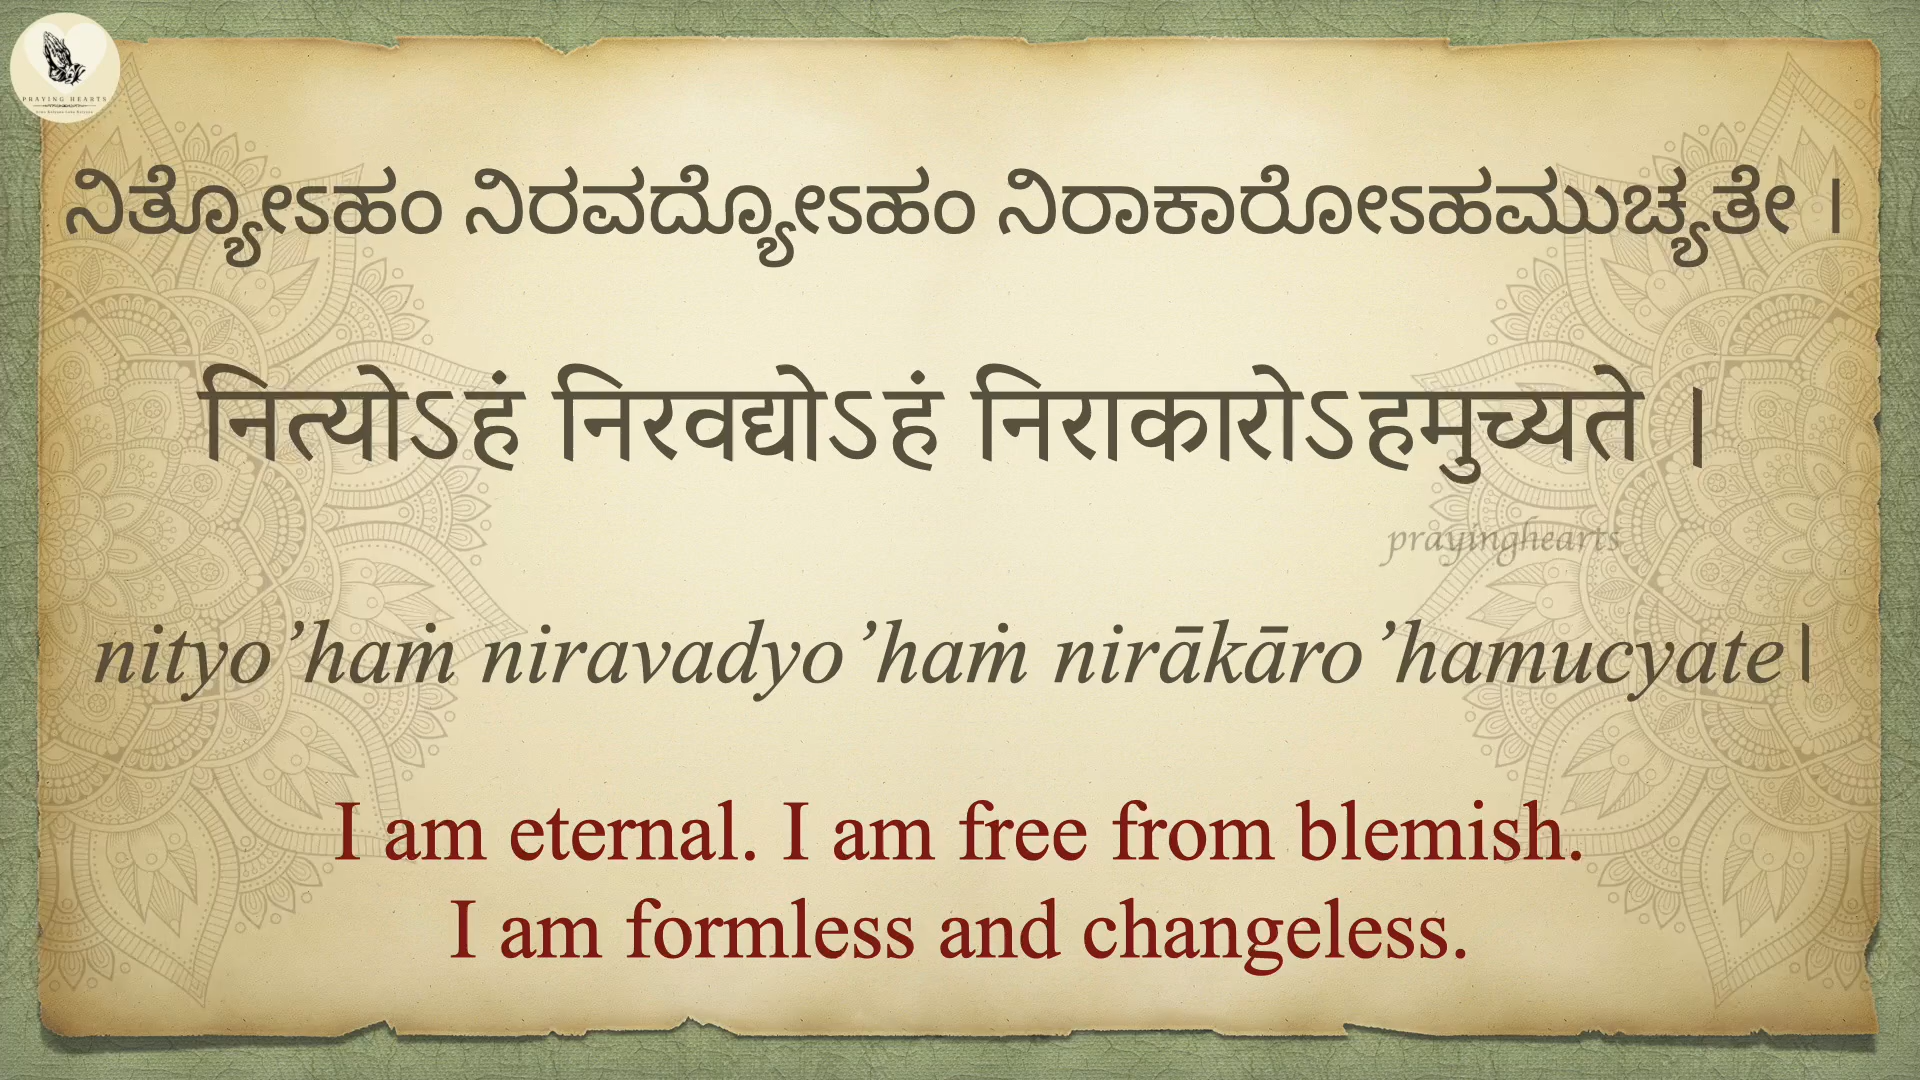 PRAYING HEARTS
ನಿತ್ಯೋಽಹಂ ನಿರವದ್ಯೋಽಹಂ ನಿರಾಕಾರೋಽಹಮುಚ್ಯತೇ ।
नित्योऽहं निरवद्योऽहं निराकारोऽहमुच्यते ।
prayinghearts
nityo’haṁ niravadyo’haṁ nirākāro’hamucyate।
I am eternal. I am free from blemish.
I am formless and changeless.